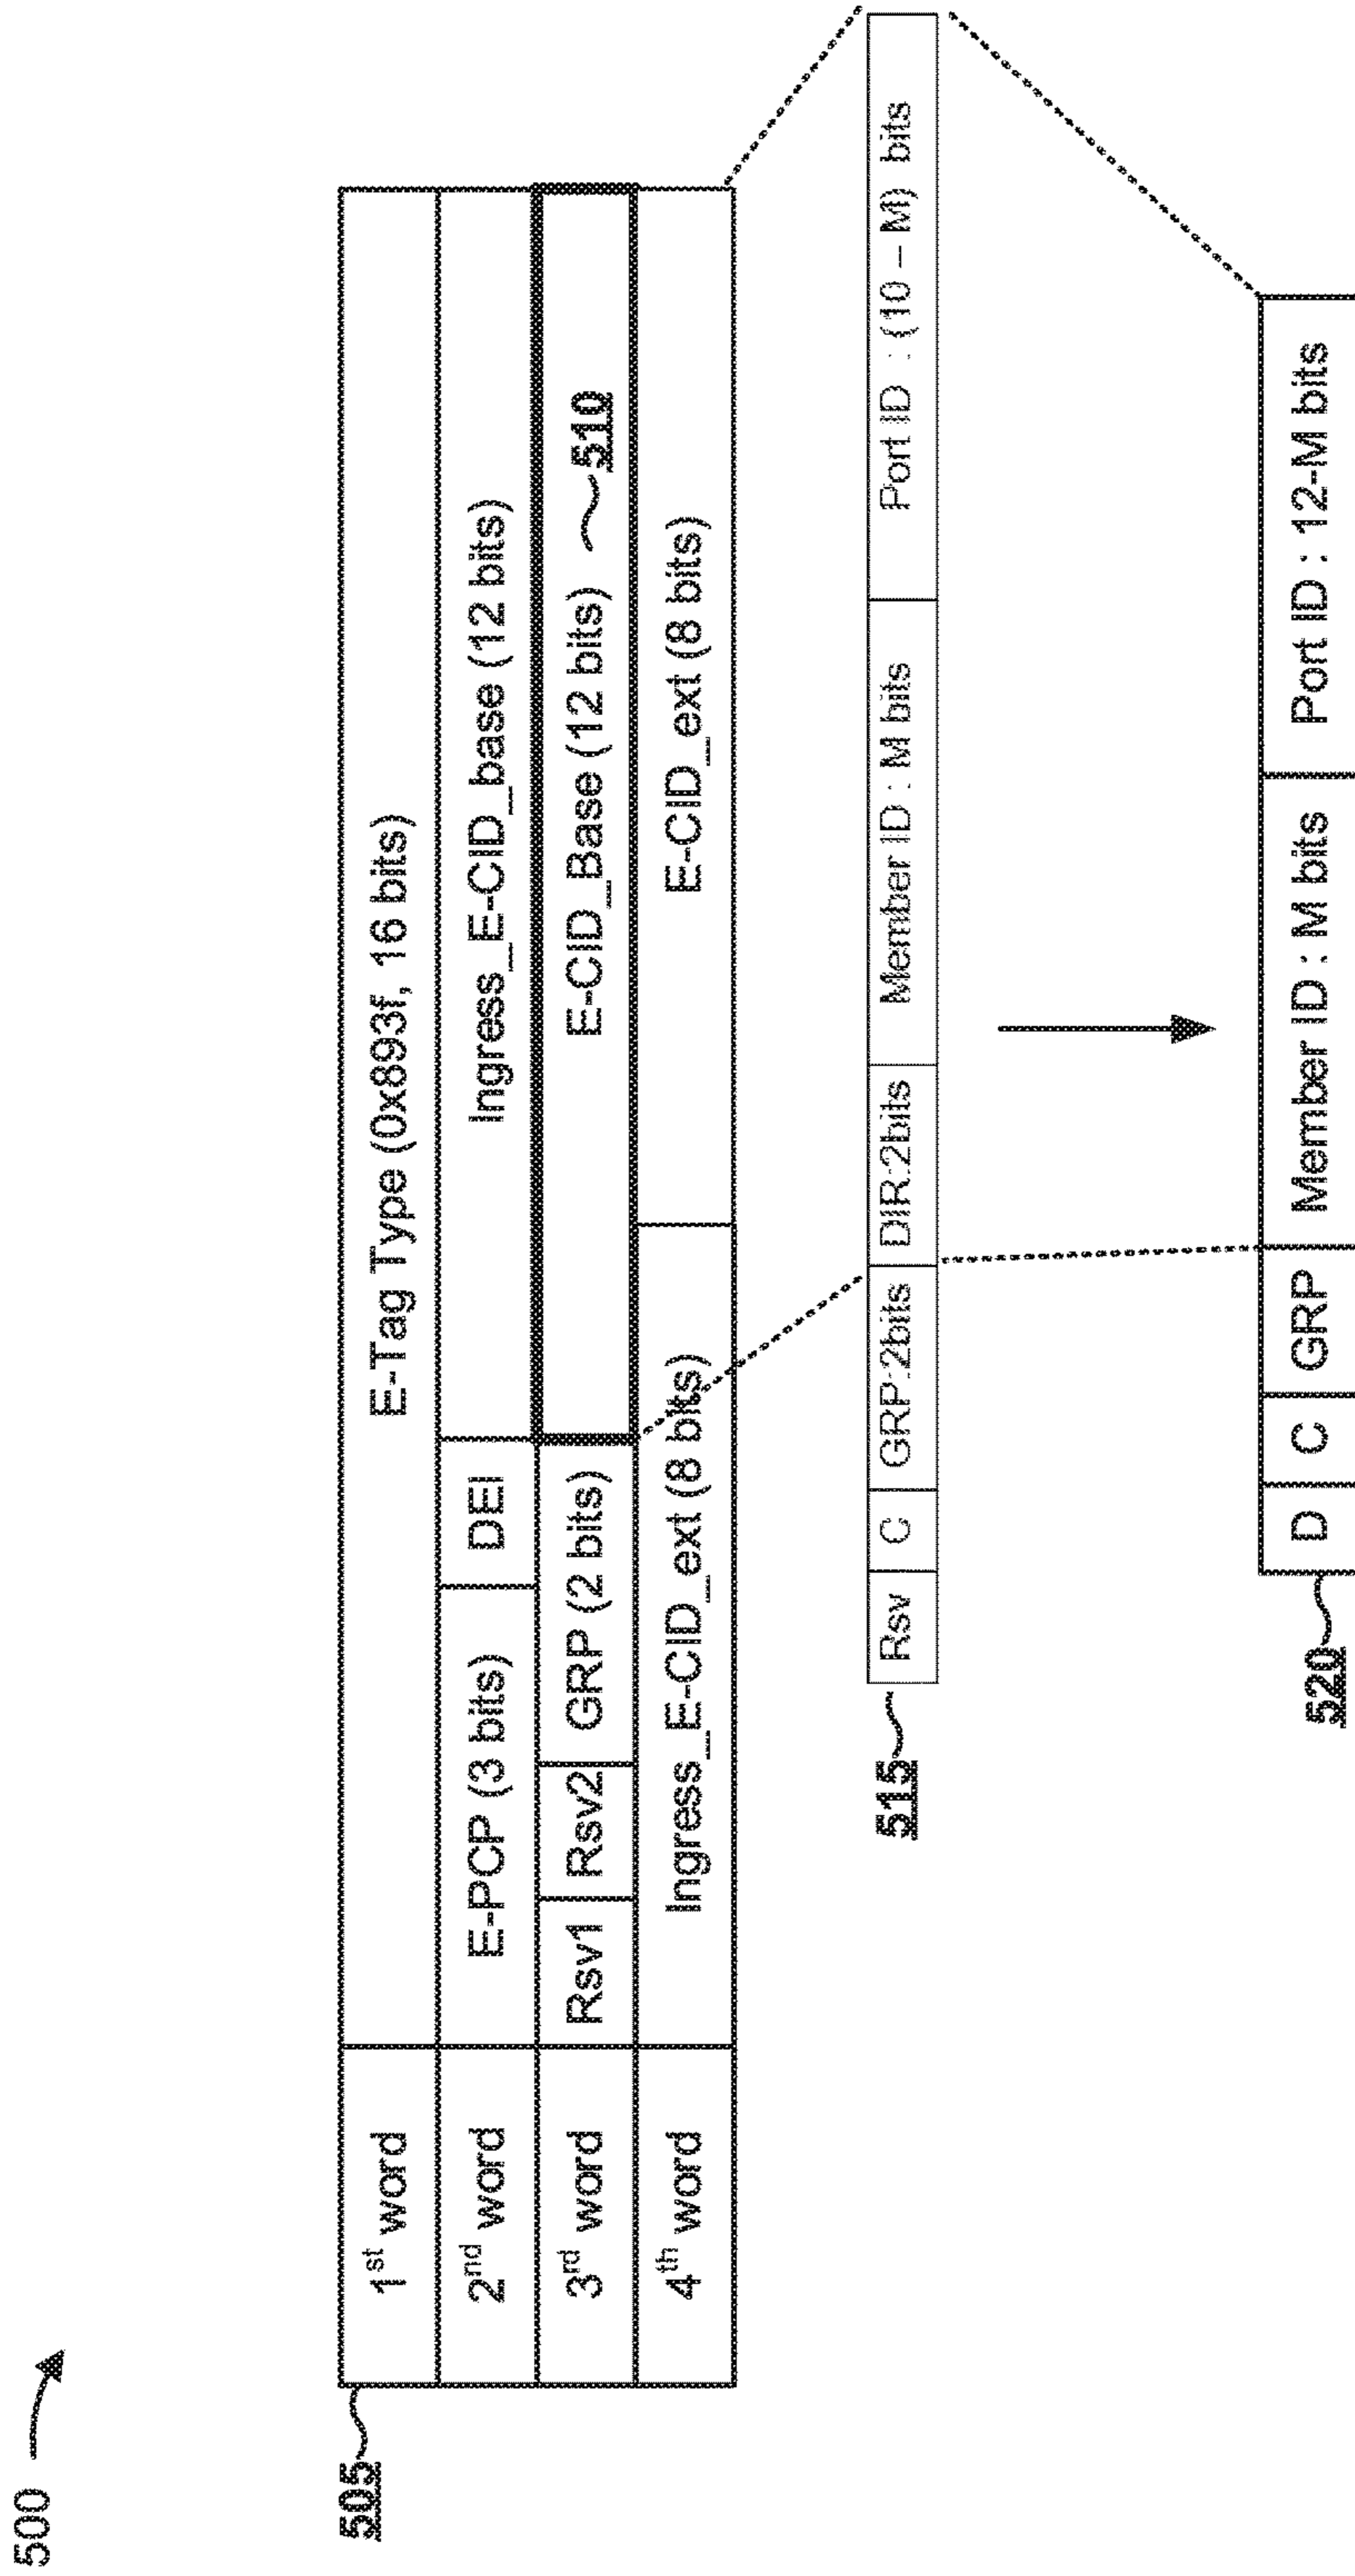 500
505
1st word E-Tag Type (0x893f, 16 bits)
2nd word E-PCP (3 bits) DEI Ingress_E-CID_base (12 bits)
3rd word Rsv1 Rsv2 GRP (2 bits) E-CID_Base (12 bits) 510
4th word Ingress_E-CID_ext (8 bits) E-CID_ext (8 bits)
515 Rsv C GRP:2bits DIR:2bits Member ID : M bits Port ID : (10 – M) bits
520 D C GRP Member ID : M bits Port ID : 12-M bits